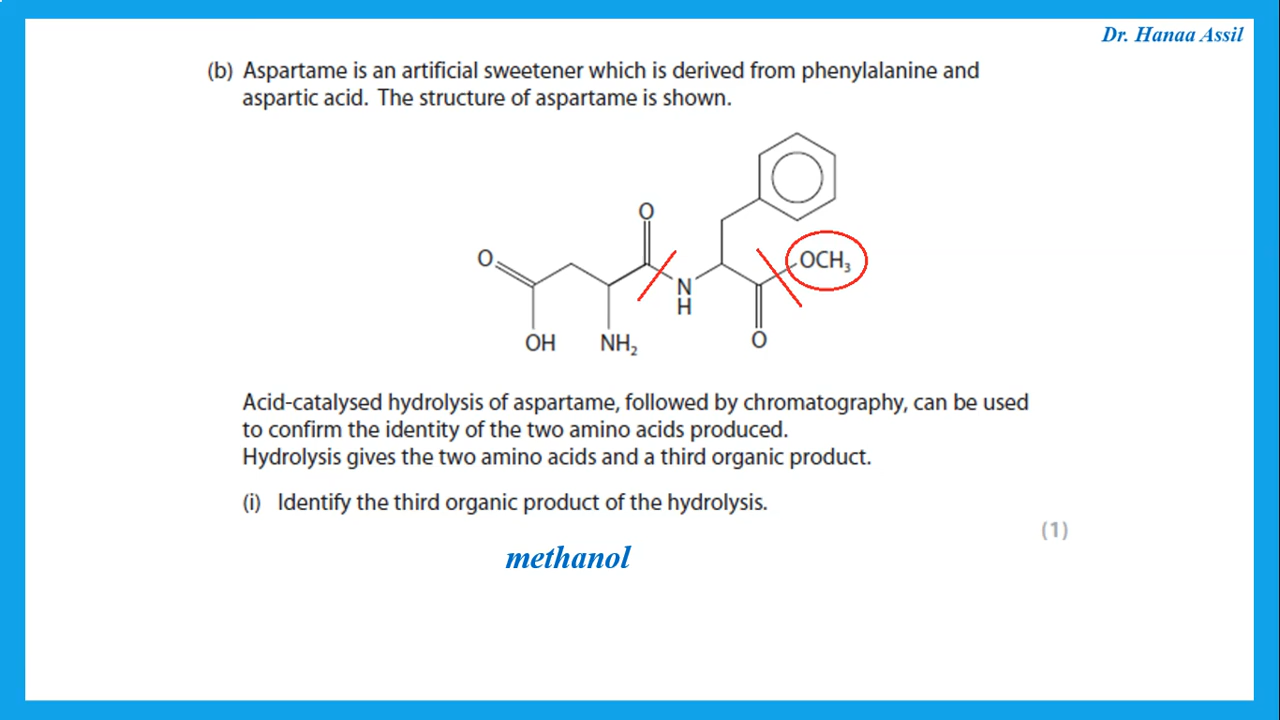 Dr. Hanaa Assil
(b) Aspartame is an artificial sweetener which is derived from phenylalanine and
aspartic acid. The structure of aspartame is shown.
O
O
OCH₃
N
H
OH
NH₂
O
Acid-catalysed hydrolysis of aspartame, followed by chromatography, can be used
to confirm the identity of the two amino acids produced.
Hydrolysis gives the two amino acids and a third organic product.
(i) Identify the third organic product of the hydrolysis.
(1)
methanol